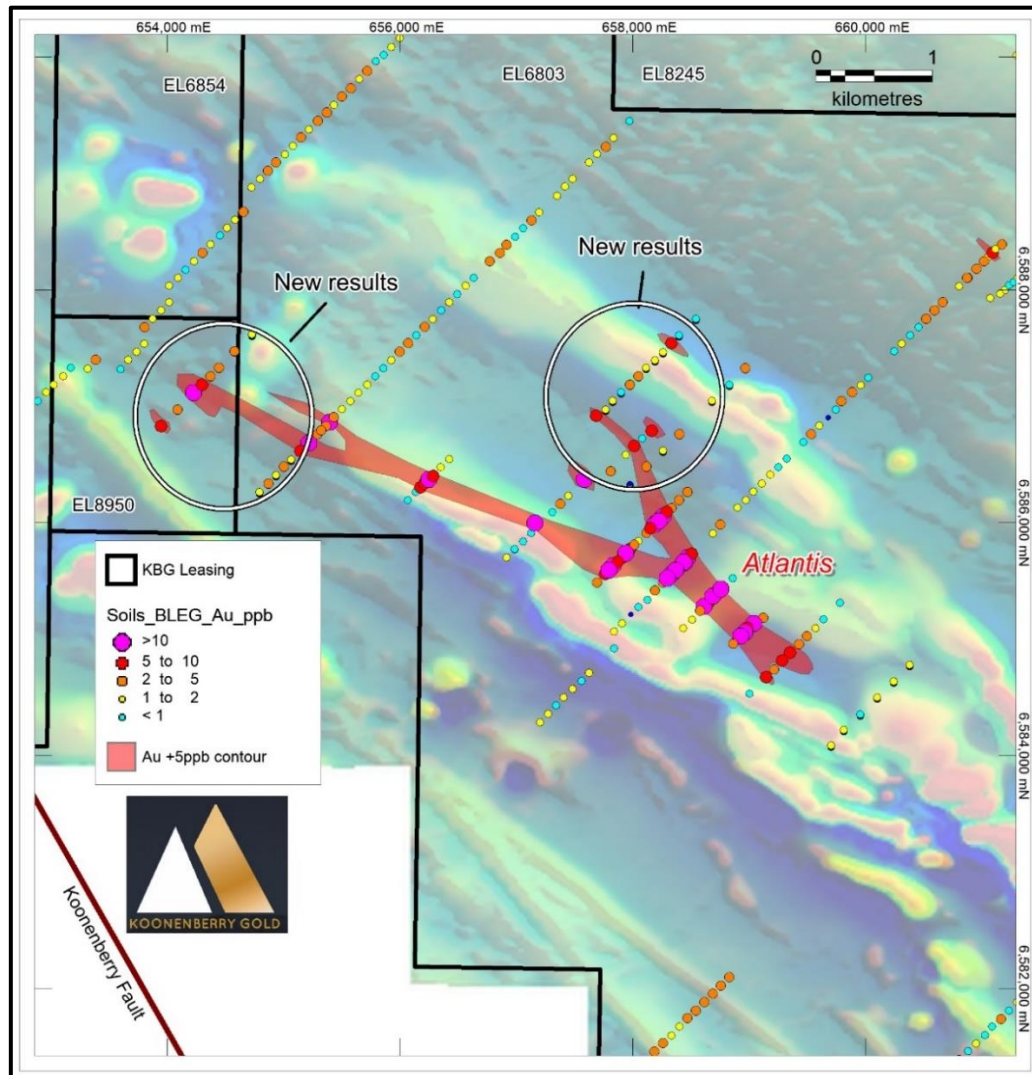 654,000 mE
656,000 mE
658,000 mE
660,000 mE
EL6854
EL6803
EL8245
0
1
kilometres
New results
New results
6,588,000 mN
6,586,000 mN
6,584,000 mN
6,582,000 mN
EL8950
Atlantis
KBG Leasing
Soils_BLEG_Au_ppb
>10
5 to 10
2 to 5
1 to 2
< 1
Au +5ppb contour
KOONENBERRY GOLD
Koonenberry Fault